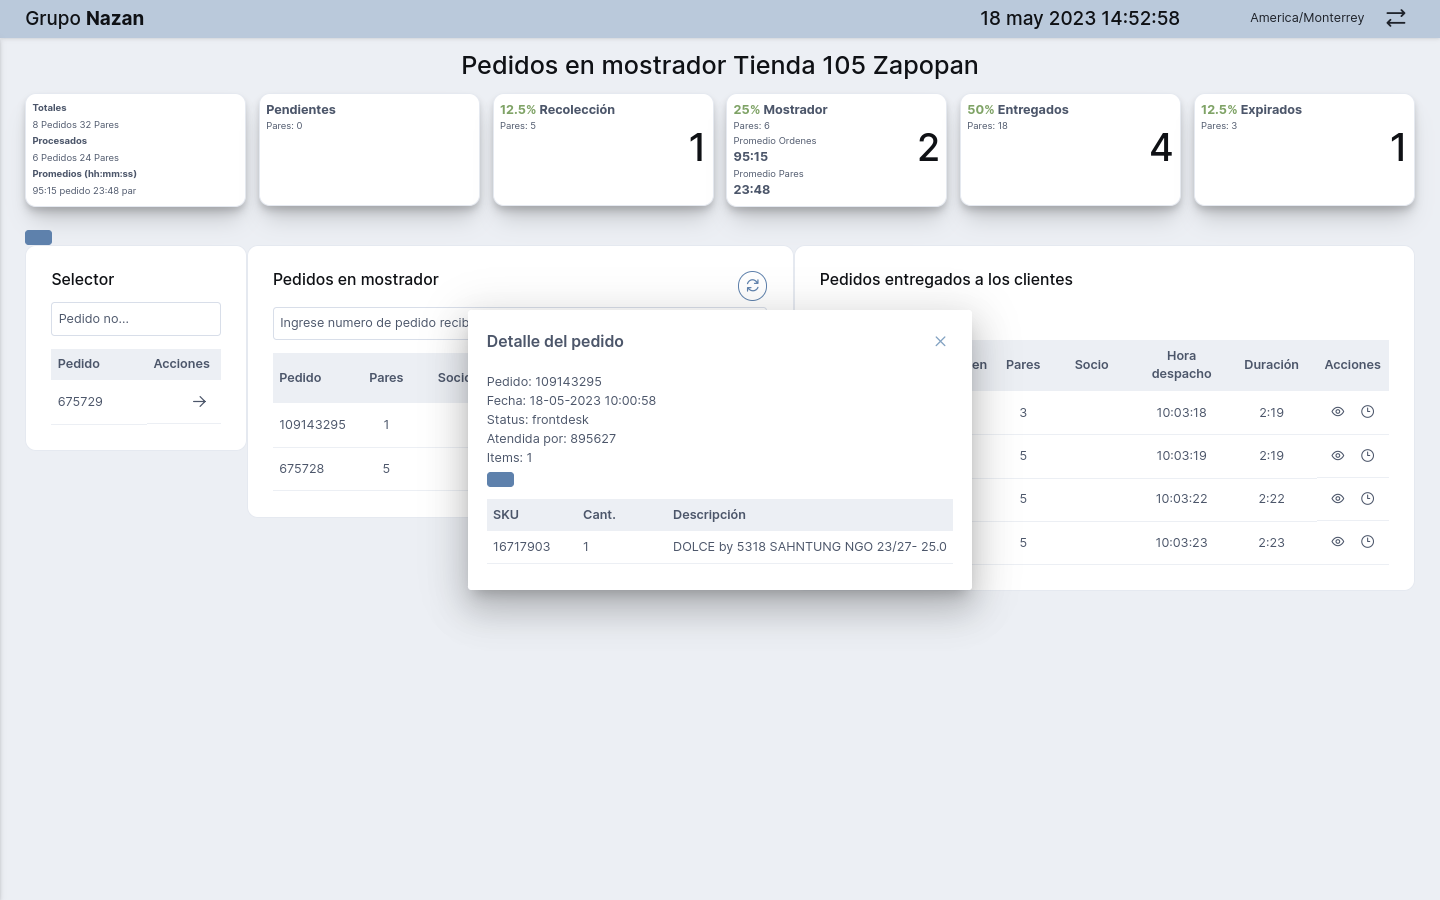 Grupo Nazan
18 may 2023 14:52:58
America/Monterrey
Pedidos en mostrador Tienda 105 Zapopan
Totales
8 Pedidos 32 Pares
Procesados
6 Pedidos 24 Pares
Promedios (hh:mm:ss)
95:15 pedido 23:48 par
Pendientes
Pares: 0
12.5% Recolección
Pares: 5
1
25% Mostrador
Pares: 6
Promedio Ordenes
95:15
Promedio Pares
23:48
2
50% Entregados
Pares: 18
4
12.5% Expirados
Pares: 3
1
Selector
Pedido no...
Pedido Acciones
675729
Pedidos en mostrador
Ingrese numero de pedido recib
Pedido Pares Socio
109143295 1
675728 5
Detalle del pedido
Pedido: 109143295
Fecha: 18-05-2023 10:00:58
Status: frontdesk
Atendida por: 895627
Items: 1
SKU Cant. Descripción
16717903 1 DOLCE by 5318 SAHNTUNG NGO 23/27- 25.0
Pedidos entregados a los clientes
en Pares Socio Hora despacho Duración Acciones
3 10:03:18 2:19
5 10:03:19 2:19
5 10:03:22 2:22
5 10:03:23 2:23